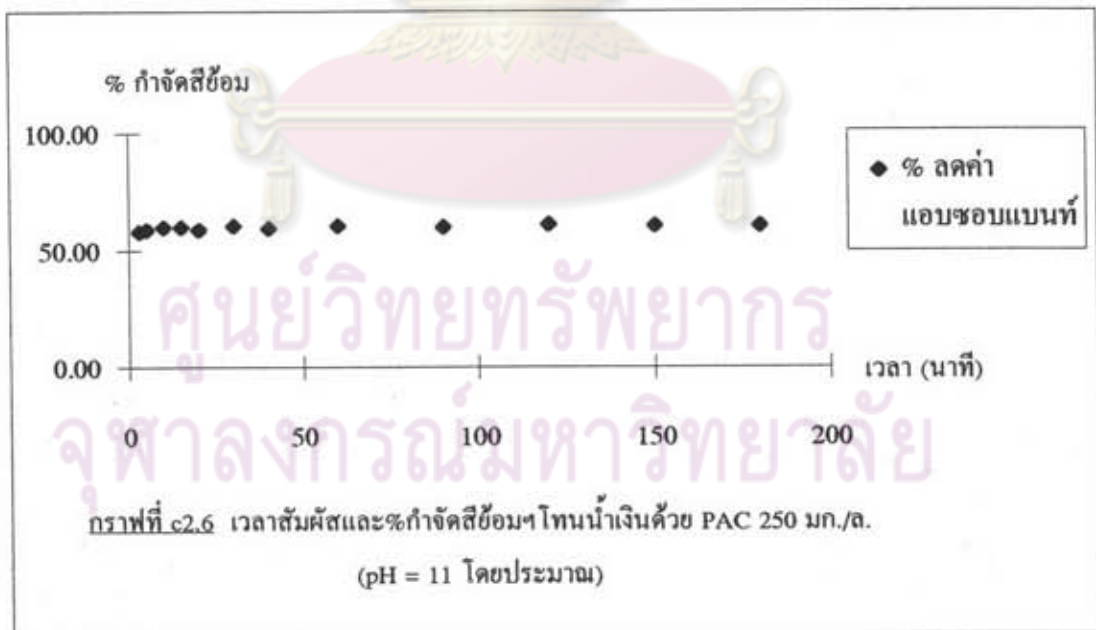 % กำจัดสีย้อม
100.00
50.00
0.00
0
50
100
150
200
เวลา (นาที)
◆ % ลดค่า
แอบซอบแบนท์
ศูนย์วิทยทรัพยากร
จุฬาลงกรณ์มหาวิทยาลัย
กราฟที่ c2.6 เวลาสัมผัสและ%กำจัดสีย้อมฯโทนน้ำเงินด้วย PAC 250 มก./ล.
(pH = 11 โดยประมาณ)